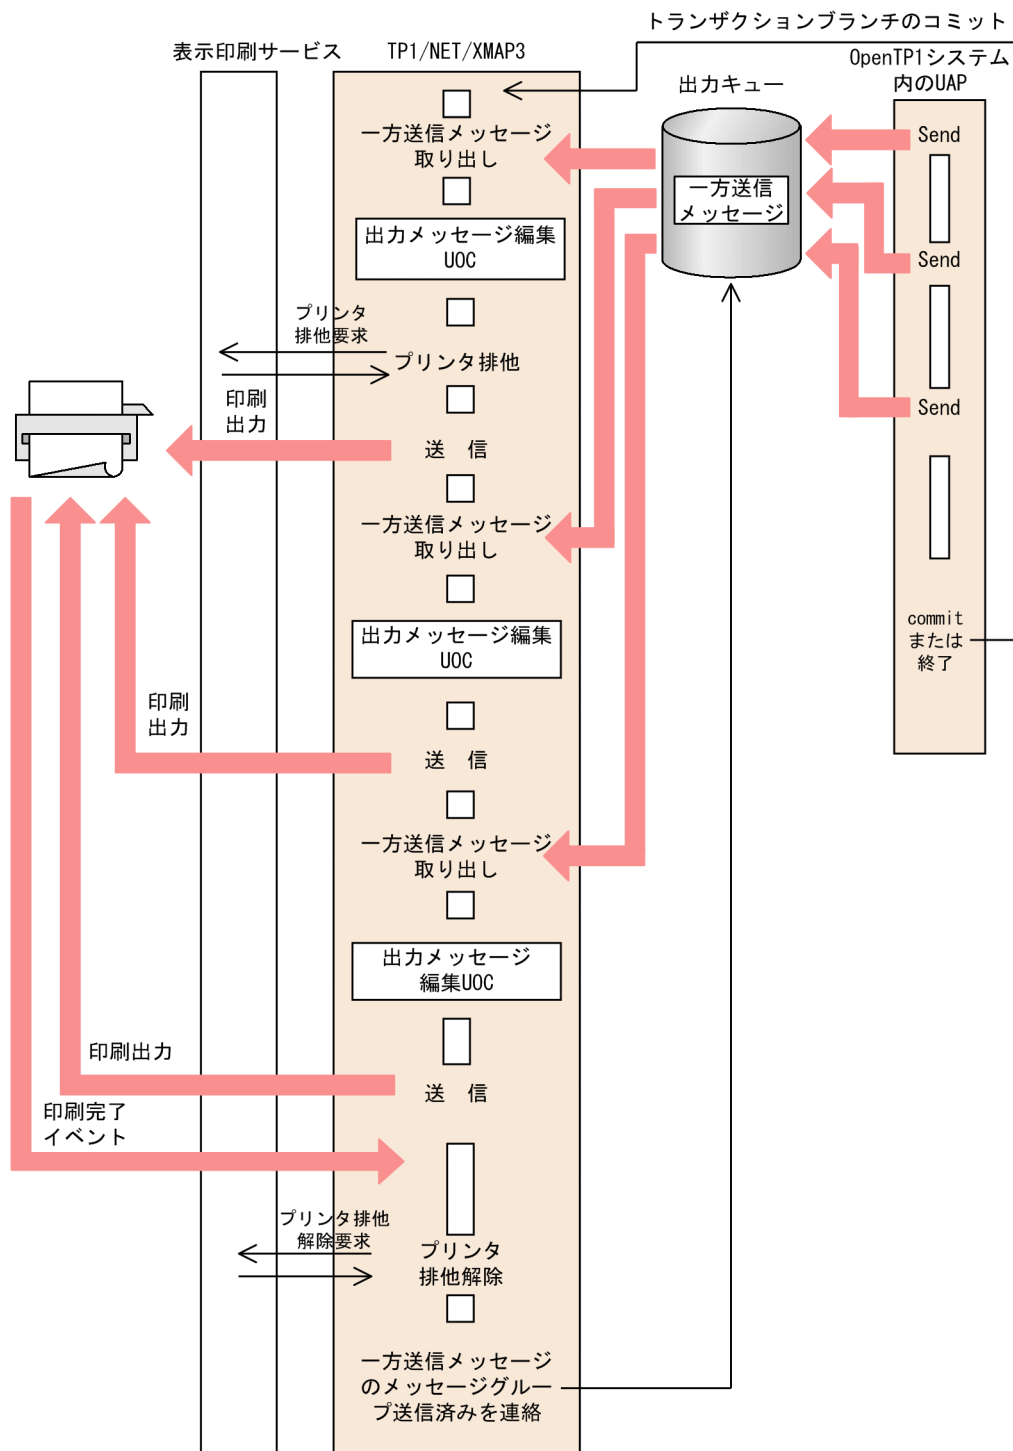 トランザクションブランチのコミット
表示印刷サービス
TP1/NET/XMAP3
出力キュー
OpenTP1システム
内のUAP
一方送信メッセージ
取り出し
一方送信
メッセージ
Send
出力メッセージ編集
UOC
Send
プリンタ
排他要求
プリンタ排他
印刷
出力
送　信
Send
一方送信メッセージ
取り出し
出力メッセージ編集
UOC
commit
または
終了
印刷
出力
送　信
一方送信メッセージ
取り出し
出力メッセージ
編集UOC
印刷出力
送　信
印刷完了
イベント
プリンタ排他
解除要求
プリンタ
排他解除
一方送信メッセージ
のメッセージグルー
プ送信済みを連絡